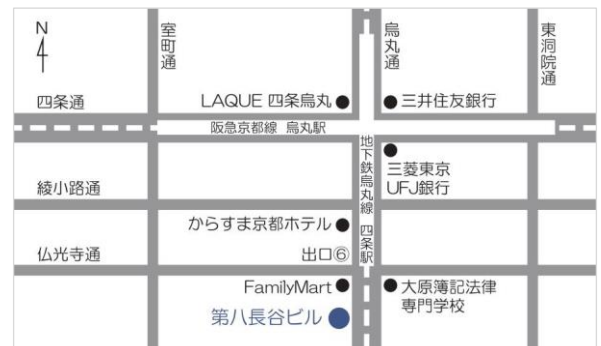 N
室町通
烏丸通
東洞院通
四条通
LAQUE 四条烏丸
三井住友銀行
阪急京都線 烏丸駅
地下鉄烏丸線 四条駅
三菱東京
UFJ銀行
綾小路通
からすま京都ホテル
仏光寺通
出口⑥
FamilyMart
大原簿記法律
専門学校
第八長谷ビル